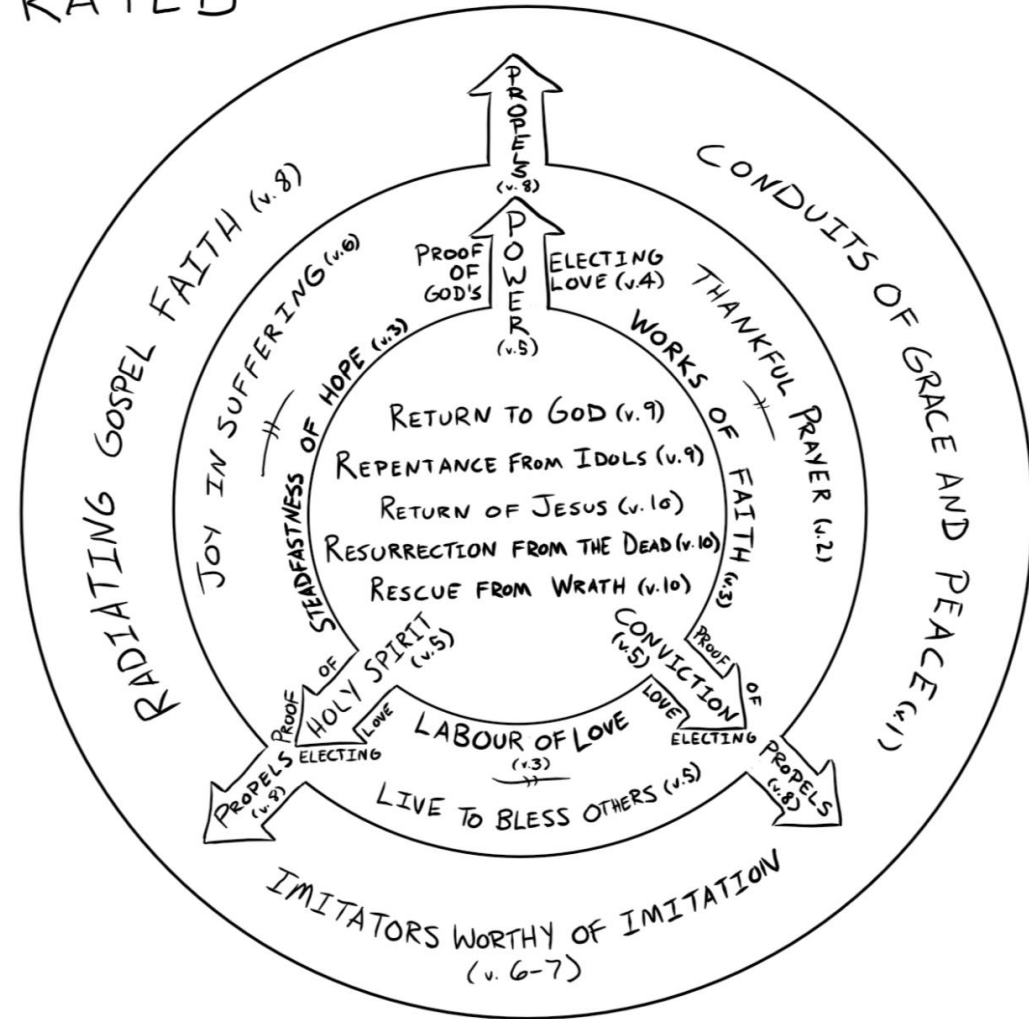 RATED
PROPELS
(v.8)
RADIATING GOSPEL FAITH (v.8)
CONDUITS OF GRACE AND PEACE (v.1)
IMITATORS WORTHY OF IMITATION
(v. 6-7)
JOY IN SUFFERING (v.6)
THANKFUL PRAYER (v.2)
LIVE TO BLESS OTHERS (v.5)
POWER
(v.5)
PROOF
OF
GOD'S
ELECTING
LOVE (v.4)
STEADFASTNESS OF HOPE (v.3)
WORKS OF FAITH (v.3)
LABOUR OF LOVE
(v.3)
RETURN TO GOD (v.9)
REPENTANCE FROM IDOLS (v.9)
RETURN OF JESUS (v.10)
RESURRECTION FROM THE DEAD (v.10)
RESCUE FROM WRATH (v.10)
HOLY SPIRIT
(v.5)
PROOF OF
ELECTING
LOVE
PROPELS
(v.8)
CONVICTION
(v.5)
PROOF OF
ELECTING
LOVE
PROPELS
(v.8)